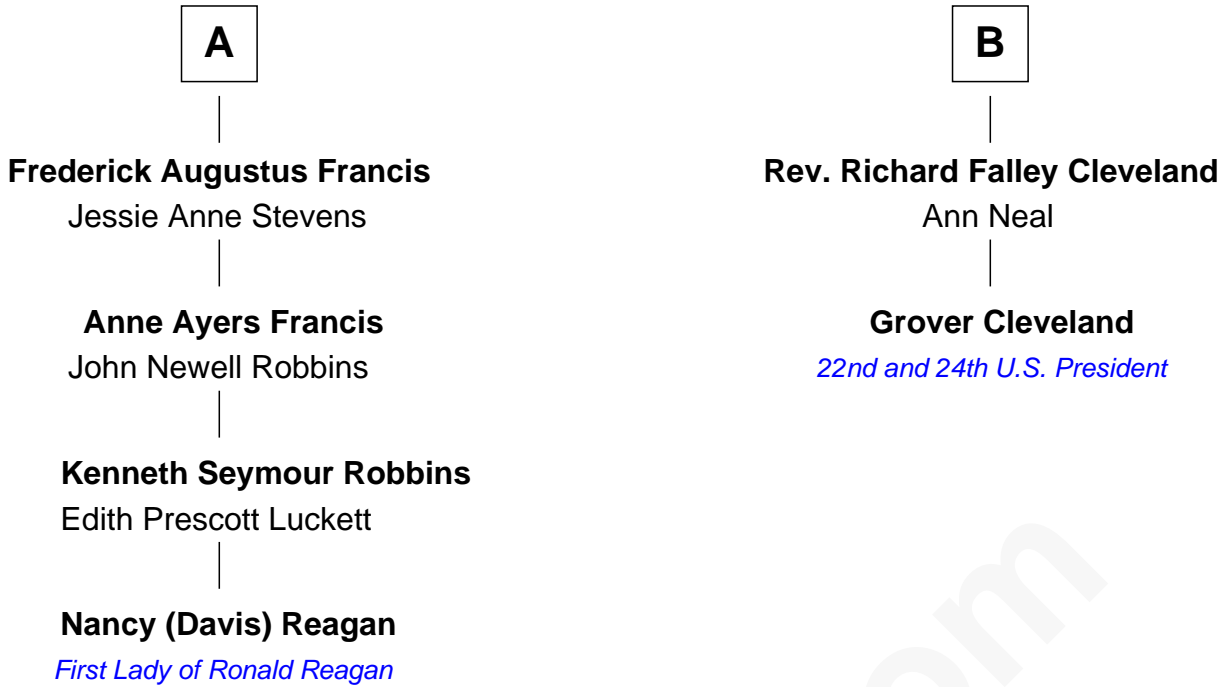 A
Frederick Augustus Francis
Jessie Anne Stevens
Anne Ayers Francis
John Newell Robbins
Kenneth Seymour Robbins
Edith Prescott Luckett
Nancy (Davis) Reagan
First Lady of Ronald Reagan
B
Rev. Richard Falley Cleveland
Ann Neal
Grover Cleveland
22nd and 24th U.S. President
om